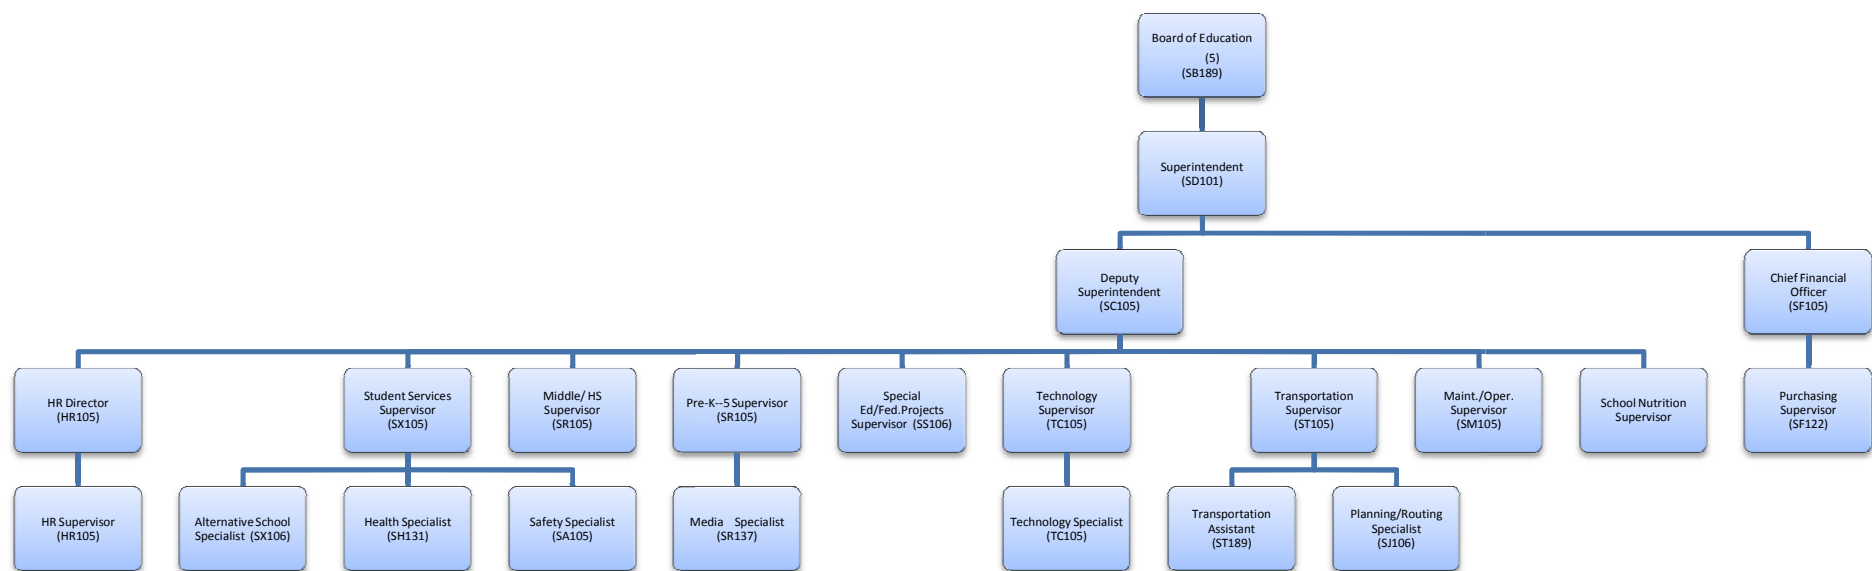 Board of Education
(5)
(SB189)
Superintendent
(SD101)
Deputy
Superintendent
(SC105)
Chief Financial
Officer
(SF105)
HR Director
(HR105)
Student Services
Supervisor
(SX105)
Middle/ HS
Supervisor
(SR105)
Pre-K--5 Supervisor
(SR105)
Special
Ed/Fed.Projects
Supervisor (SS106)
Technology
Supervisor
(TC105)
Transportation
Supervisor
(ST105)
Maint./Oper.
Supervisor
(SM105)
School Nutrition
Supervisor
Purchasing
Supervisor
(SF122)
HR Supervisor
(HR105)
Alternative School
Specialist (SX106)
Health Specialist
(SH131)
Safety Specialist
(SA105)
Media Specialist
(SR137)
Technology Specialist
(TC105)
Transportation
Assistant
(ST189)
Planning/Routing
Specialist
(SJ106)